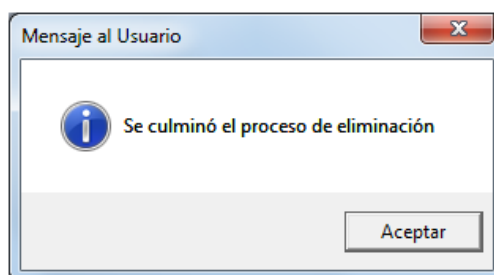 Mensaje al Usuario
Se culminó el proceso de eliminación
Aceptar